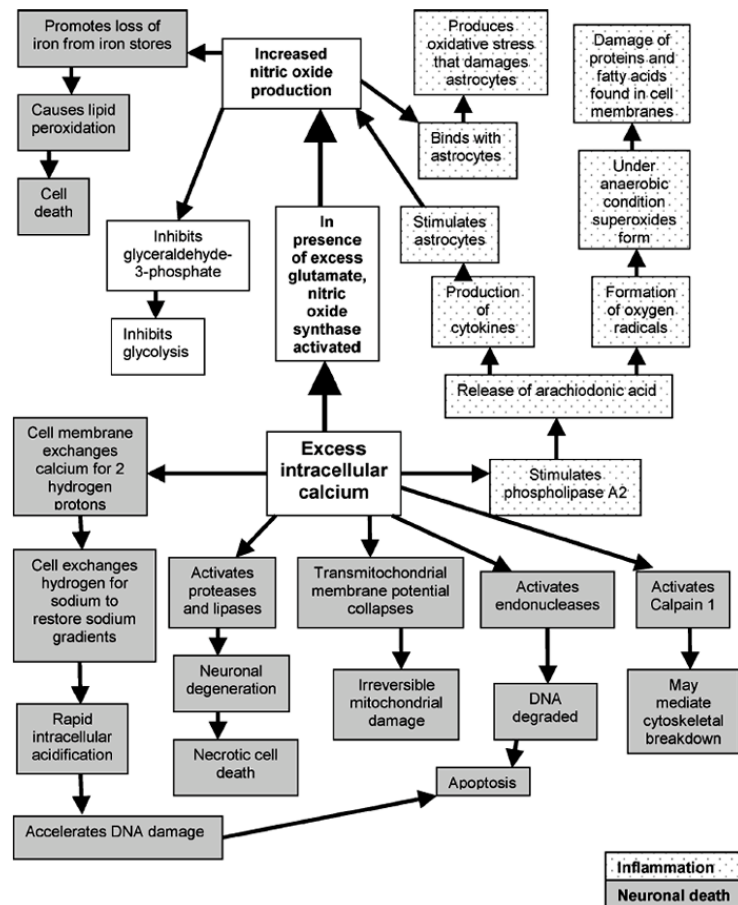 Promotes loss of
iron from iron stores
Causes lipid
peroxidation
Cell
death
Increased
nitric oxide
production
Produces
oxidative stress
that damages
astrocytes
Binds with
astrocytes
Damage of
proteins and
fatty acids
found in cell
membranes
Under
anaerobic
condition
superoxides
form
Formation
of oxygen
radicals
Inhibits
glyceraldehyde-
3-phosphate
Inhibits
glycolysis
In
presence of
excess
glutamate,
nitric
oxide
synthase
activated
Stimulates
astrocytes
Production
of
cytokines
Release of arachiodonic acid
Stimulates
phospholipase A2
Excess
intracellular
calcium
Cell membrane
exchanges
calcium for 2
hydrogen
protons
Cell exchanges
hydrogen for
sodium to
restore sodium
gradients
Rapid
intracellular
acidification
Accelerates DNA damage
Activates
proteases
and lipases
Neuronal
degeneration
Necrotic cell
death
Transmitochondrial
membrane potential
collapses
Irreversible
mitochondrial
damage
Activates
endonucleases
DNA
degraded
Apoptosis
Activates
Calpain 1
May
mediate
cytoskeletal
breakdown
Inflammation
Neuronal death